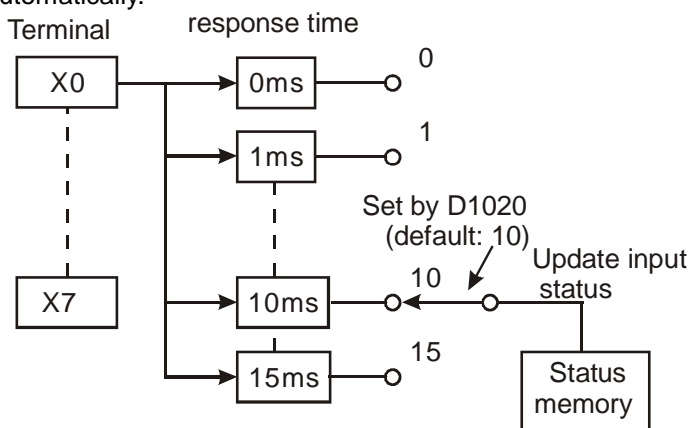 utomatically.
Terminal
response time
X0
0ms
0
1ms
1
Set by D1020
(default: 10)
Update input
status
X7
10ms
10
15ms
15
Status
memory